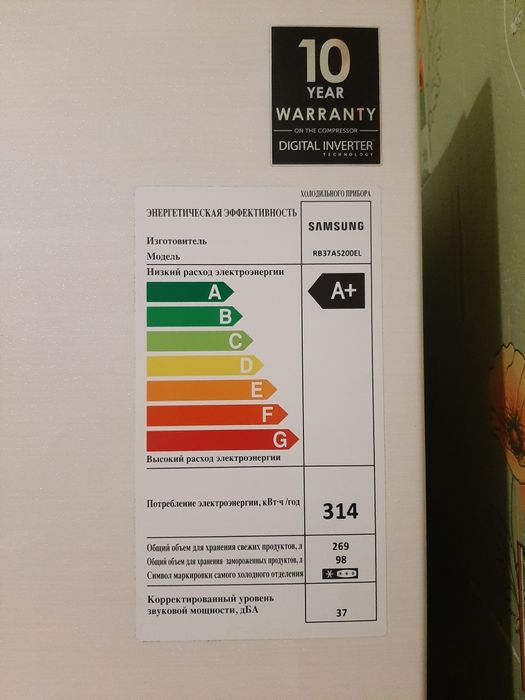 10
YEAR
WARRANTY
ON THE COMPRESSOR
DIGITAL INVERTER
TECHNOLOGY
ХОЛОДИЛЬНОГО ПРИБОРА
ЭНЕРГЕТИЧЕСКАЯ ЭФФЕКТИВНОСТЬ
SAMSUNG
Изготовитель
Модель RB37A5200EL
Низкий расход электроэнергии
A A+
B
C
D
E
F
G
Высокий расход электроэнергии
Потребление электроэнергии, кВт·ч /год 314
Общий объем для хранения свежих продуктов, л 269
Общий объем для хранения замороженных продуктов, л 98
Символ маркировки самого холодного отделения
Корректированный уровень
звуковой мощности, дБА 37